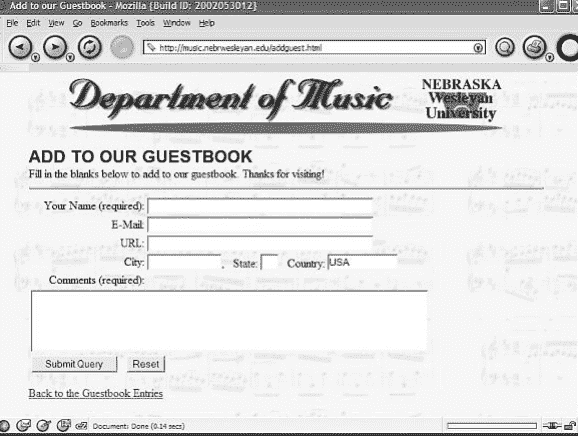 Add to our Guestbook - Mozilla {Build ID: 2002053012}
File Edit View Go Bookmarks Tools Window Help
http://music.nebrwesleyan.edu/addguest.html
Department of Music
NEBRASKA
Wesleyan
University
ADD TO OUR GUESTBOOK
Fill in the blanks below to add to our guestbook. Thanks for visiting!
Your Name (required):
E-Mail:
URL:
City: , State: Country: USA
Comments (required):
Submit Query Reset
Back to the Guestbook Entries
Document: Done (0.14 secs)